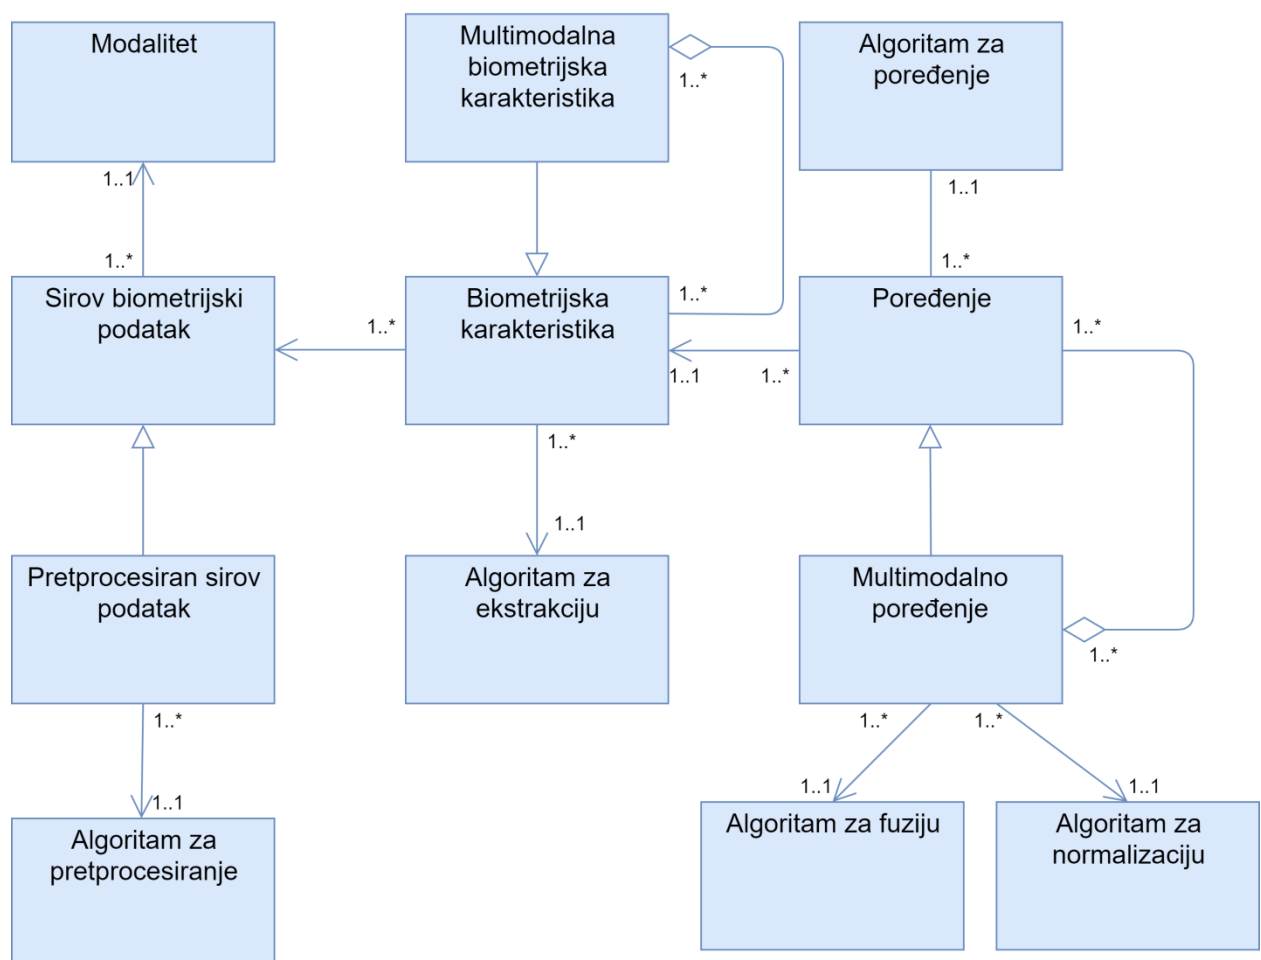 Modalitet
Multimodalna
biometrijska
karakteristika
1..*
Algoritam za
poređenje
1..1
1..1
1..*
1..*
Sirov biometrijski
podatak
1..*
Biometrijska
karakteristika
1..*
1..1
1..*
Poređenje
1..*
1..*
1..1
Pretprocesiran sirov
podatak
Algoritam za
ekstrakciju
Multimodalno
poređenje
1..*
1..*
1..*
1..*
1..1
1..1
1..1
Algoritam za
pretprocesiranje
Algoritam za fuziju
Algoritam za
normalizaciju